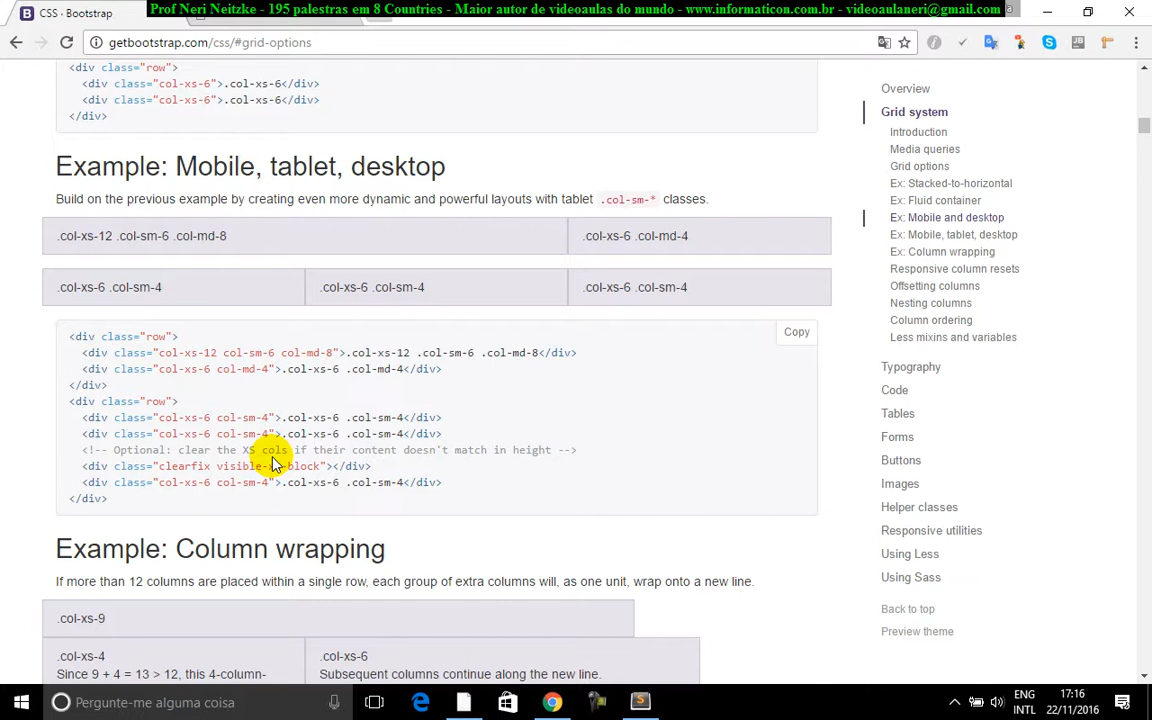 CSS · Bootstrap
Prof Neri Neitzke - 195 palestras em 8 Countries - Maior autor de videoaulas do mundo - www.informaticon.com.br - videoaulaneri@gmail.com
getbootstrap.com/css/#grid-options
<div class="row">
<div class="col-xs-6">.col-xs-6</div>
<div class="col-xs-6">.col-xs-6</div>
</div>
Example: Mobile, tablet, desktop
Build on the previous example by creating even more dynamic and powerful layouts with tablet .col-sm-* classes.
.col-xs-12 .col-sm-6 .col-md-8
.col-xs-6 .col-md-4
.col-xs-6 .col-sm-4
.col-xs-6 .col-sm-4
.col-xs-6 .col-sm-4
Copy
<div class="row">
<div class="col-xs-12 col-sm-6 col-md-8">.col-xs-12 .col-sm-6 .col-md-8</div>
<div class="col-xs-6 col-md-4">.col-xs-6 .col-md-4</div>
</div>
<div class="row">
<div class="col-xs-6 col-sm-4">.col-xs-6 .col-sm-4</div>
<div class="col-xs-6 col-sm-4">.col-xs-6 .col-sm-4</div>
<!-- Optional: clear the XS cols if their content doesn't match in height -->
<div class="clearfix visible-xs-block"></div>
<div class="col-xs-6 col-sm-4">.col-xs-6 .col-sm-4</div>
</div>
Example: Column wrapping
If more than 12 columns are placed within a single row, each group of extra columns will, as one unit, wrap onto a new line.
.col-xs-9
.col-xs-4
Since 9 + 4 = 13 > 12, this 4-column-
.col-xs-6
Subsequent columns continue along the new line.
Overview
Grid system
Introduction
Media queries
Grid options
Ex: Stacked-to-horizontal
Ex: Fluid container
Ex: Mobile and desktop
Ex: Mobile, tablet, desktop
Ex: Column wrapping
Responsive column resets
Offsetting columns
Nesting columns
Column ordering
Less mixins and variables
Typography
Code
Tables
Forms
Buttons
Images
Helper classes
Responsive utilities
Using Less
Using Sass
Back to top
Preview theme
Pergunte-me alguma coisa
ENG
INTL
17:16
22/11/2016